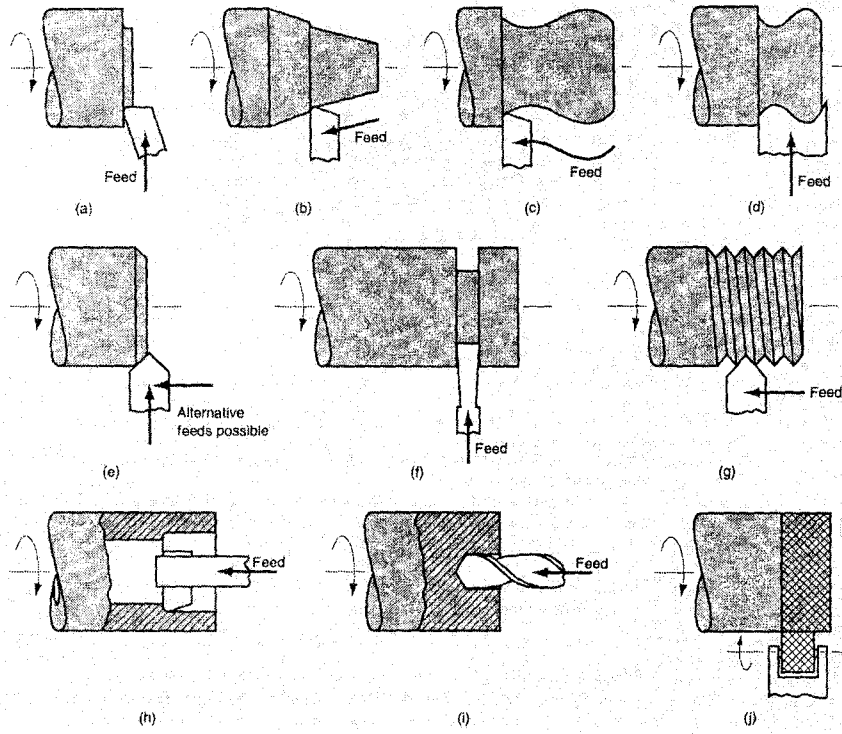 Feed
(a)
Feed
(b)
Feed
(c)
Feed
(d)
Alternative
feeds possible
(e)
Feed
(f)
Feed
(g)
Feed
(h)
Feed
(i)
(j)